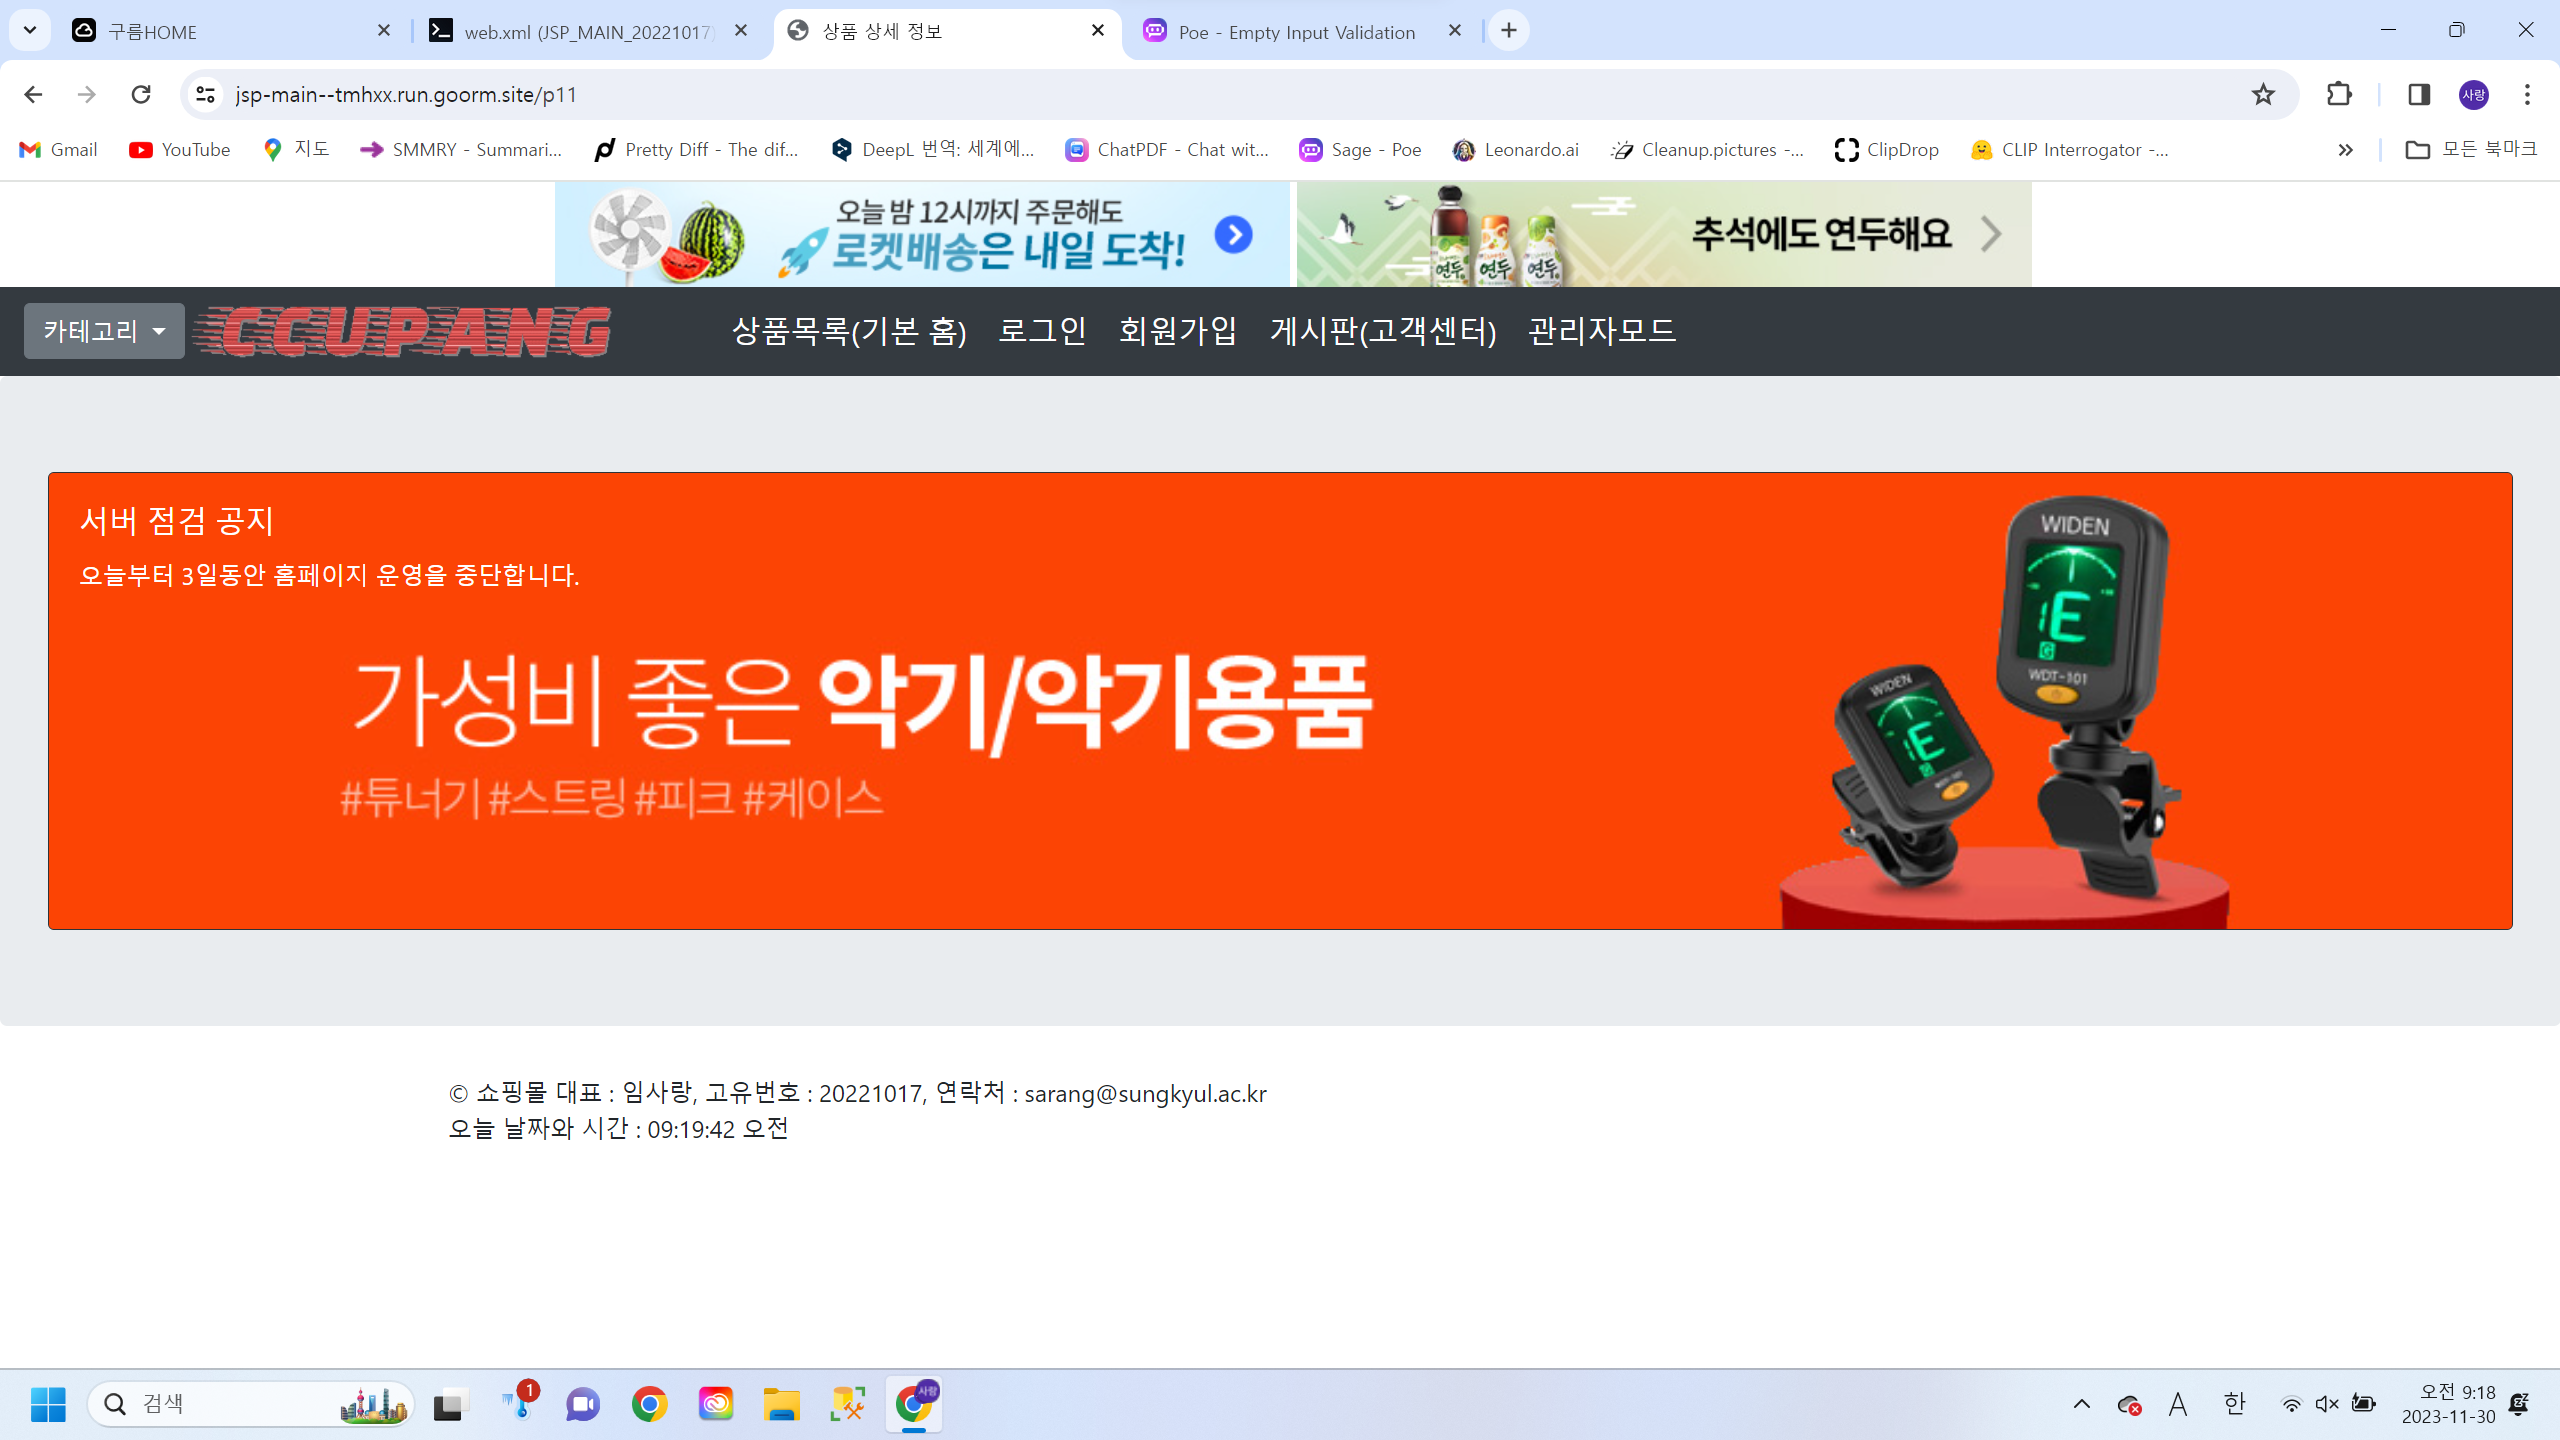 구름HOME
web.xml (JSP_MAIN_20221017)
상품 상세 정보
Poe - Empty Input Validation
jsp-main--tmhxx.run.goorm.site/p11
사랑
Gmail
YouTube
지도
SMMRY - Summari...
Pretty Diff - The dif...
DeepL 번역: 세계에...
ChatPDF - Chat wit...
Sage - Poe
Leonardo.ai
Cleanup.pictures -...
ClipDrop
CLIP Interrogator -...
모든 북마크
오늘 밤 12시까지 주문해도
로켓배송은 내일 도착!
연두 연두 연두
추석에도 연두해요
카테고리
CCUPANG
상품목록(기본 홈)
로그인
회원가입
게시판(고객센터)
관리자모드
서버 점검 공지
오늘부터 3일동안 홈페이지 운영을 중단합니다.
가성비 좋은 악기/악기용품
#튜너기 #스트링 #피크 #케이스
WIDEN
E
G
WDT-101
WIDEN
E
© 쇼핑몰 대표 : 임사랑, 고유번호 : 20221017, 연락처 : sarang@sungkyul.ac.kr
오늘 날짜와 시간 : 09:19:42 오전
검색
1
사랑
A
한
오전 9:18
2023-11-30